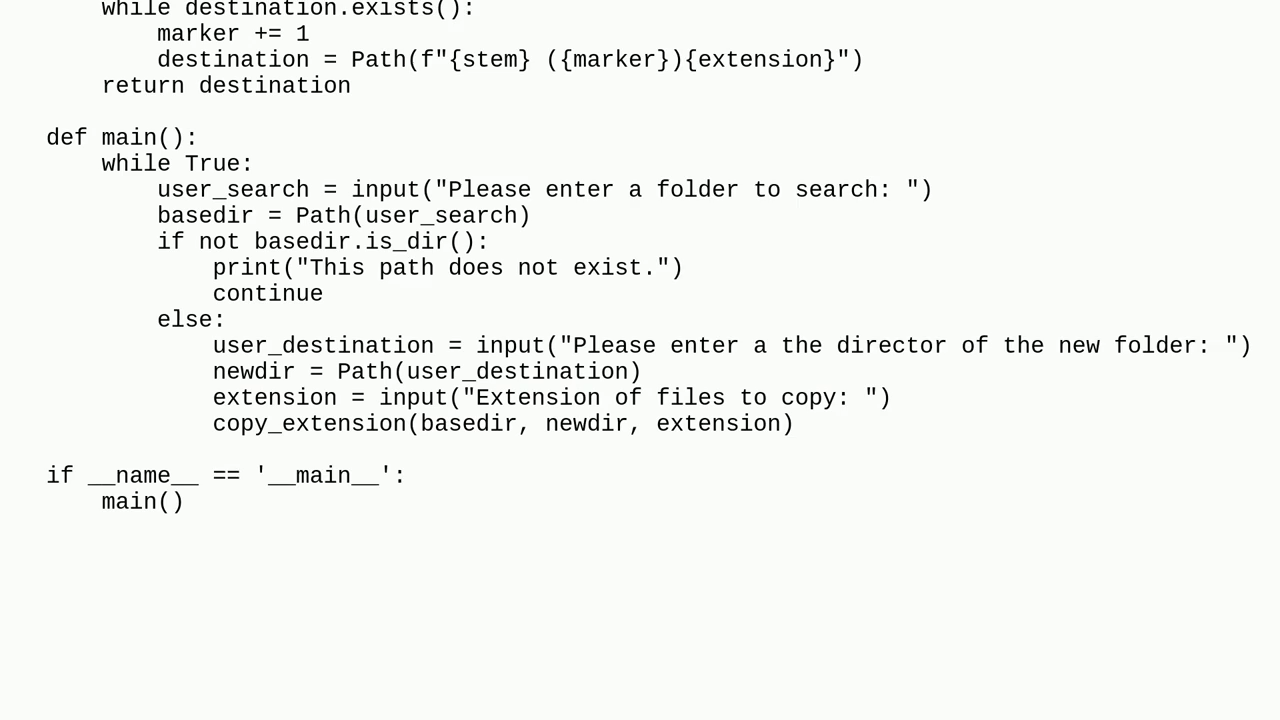 while destination.exists():
marker += 1
destination = Path(f"{stem} ({marker}){extension}")
return destination
def main():
while True:
user_search = input("Please enter a folder to search: ")
basedir = Path(user_search)
if not basedir.is_dir():
print("This path does not exist.")
continue
else:
user_destination = input("Please enter a the director of the new folder: ")
newdir = Path(user_destination)
extension = input("Extension of files to copy: ")
copy_extension(basedir, newdir, extension)
if __name__ == '__main__':
main()